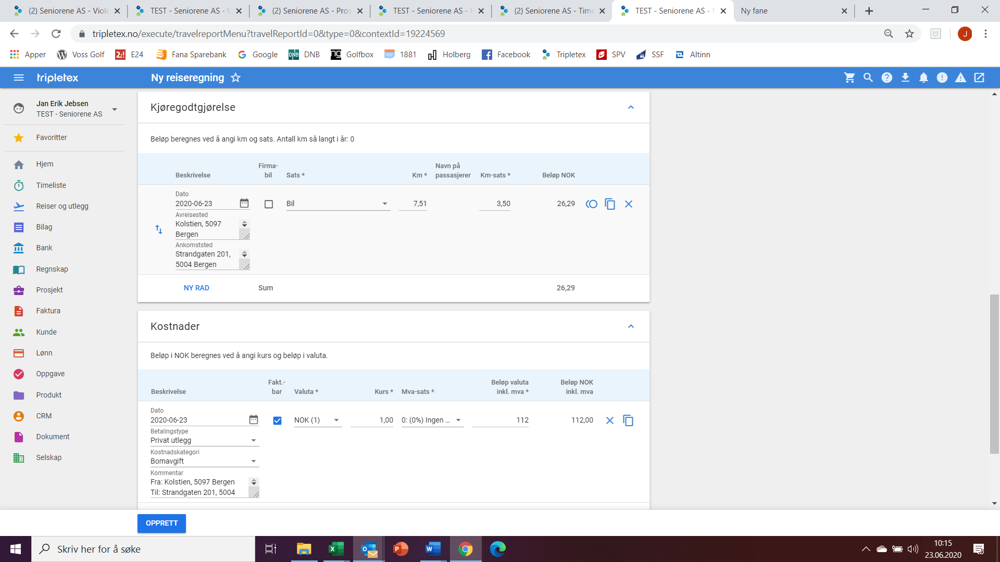 (2) Seniorene AS - Viol
TEST - Seniorene AS - U
(2) Seniorene AS - Pros
TEST - Seniorene AS -
(2) Seniorene AS - Time
TEST - Seniorene AS -
Ny fane
tripletex.no/execute/travelreportMenu?travelReportId=0&type=0&contextId=19224569
J
Apper
Voss Golf
E24
Fana Sparebank
Google
DNB
Golfbox
1881
Holberg
Facebook
Tripletex
SPV
SSF
Altinn
tripletex
Ny reiseregning
Jan Erik Jebsen
TEST - Seniorene AS
Favoritter
Hjem
Timeliste
Reiser og utlegg
Bilag
Bank
Regnskap
Prosjekt
Faktura
Kunde
Lønn
Oppgave
Produkt
CRM
Dokument
Selskap
Kjøregodtgjørelse
Beløp beregnes ved å angi km og sats. Antall km så langt i år: 0
Beskrivelse
Firma-
bil
Sats *
Km *
Navn på
passasjerer
Km-sats *
Beløp NOK
Dato
2020-06-23
Bil
7,51
3,50
26,29
Avreisested
Kolstien, 5097
Bergen
Ankomststed
Strandgaten 201,
5004 Bergen
NY RAD
Sum
26,29
Kostnader
Beløp i NOK beregnes ved å angi kurs og beløp i valuta.
Beskrivelse
Fakt.-
bar
Valuta *
Kurs *
Mva-sats *
Beløp valuta
inkl. mva *
Beløp NOK
inkl. mva
Dato
2020-06-23
NOK (1)
1,00
0: (0%) Ingen ...
112
112,00
Betalingstype
Privat utlegg
Kostnadskategori
Bomavgift
Kommentar
Fra: Kolstien, 5097 Bergen
Til: Strandgaten 201, 5004
OPPRETT
Skriv her for å søke
10:15
23.06.2020